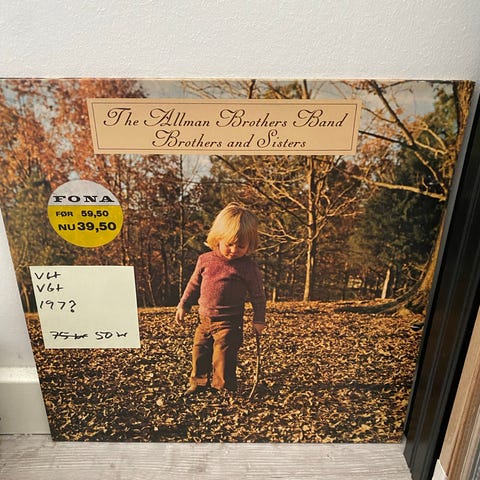 The Allman Brothers Band
Brothers and Sisters
FONA
FØR 59,50
NU 39,50
VG+
VG+
197?
75 kr 50 kr